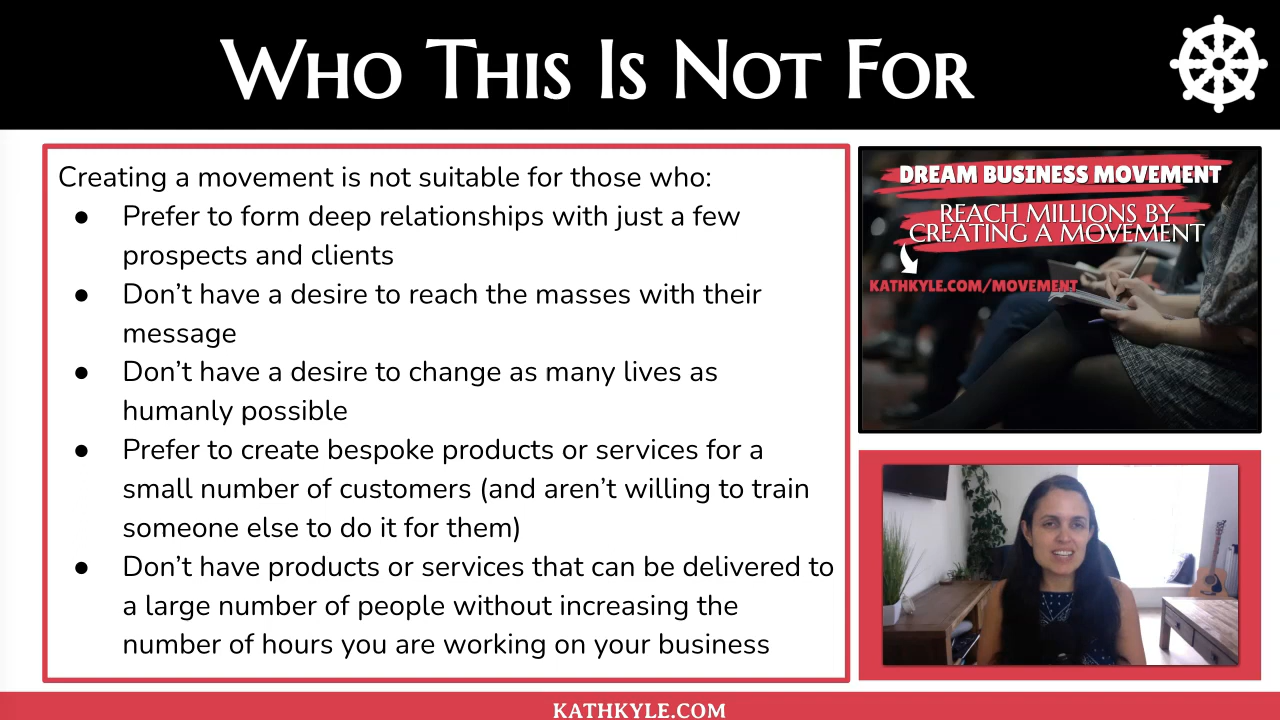 Who This Is Not For
Creating a movement is not suitable for those who:
● Prefer to form deep relationships with just a few
prospects and clients
● Don’t have a desire to reach the masses with their
message
● Don’t have a desire to change as many lives as
humanly possible
● Prefer to create bespoke products or services for a
small number of customers (and aren’t willing to train
someone else to do it for them)
● Don’t have products or services that can be delivered to
a large number of people without increasing the
number of hours you are working on your business
DREAM BUSINESS MOVEMENT
REACH MILLIONS BY
CREATING A MOVEMENT
KATHKYLE.COM/MOVEMENT
KATHKYLE.COM